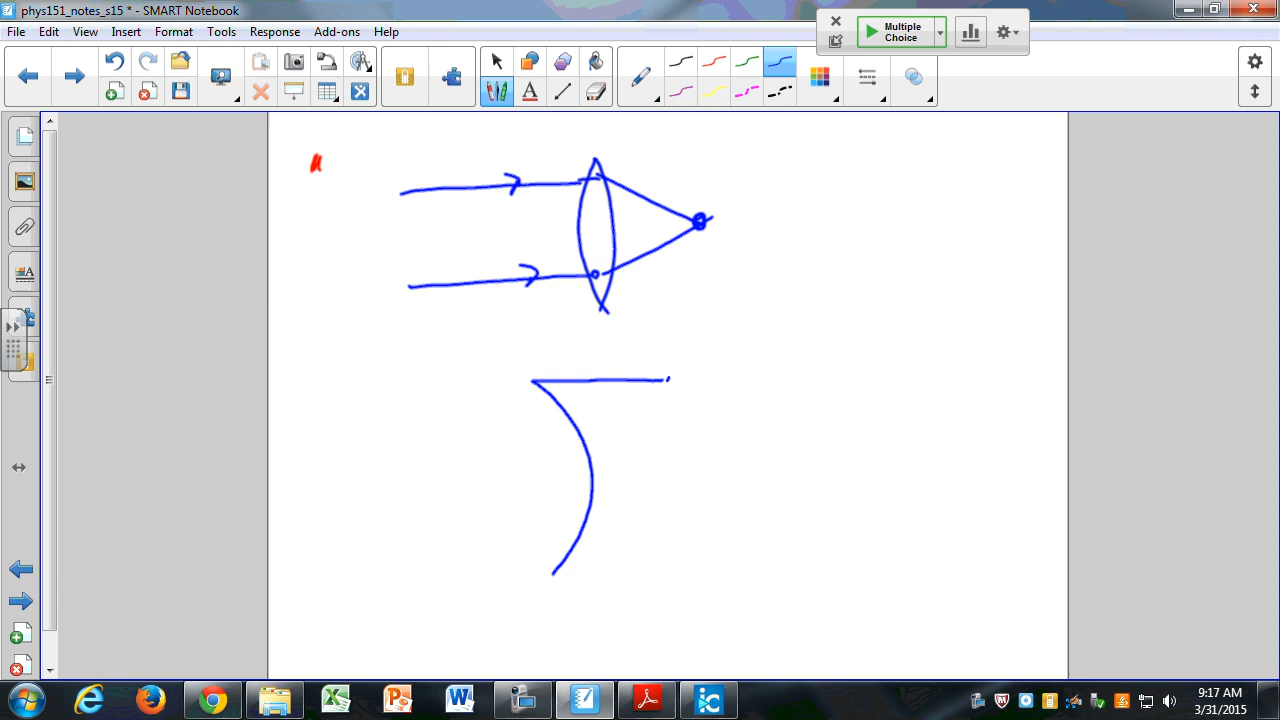 phys151_notes_s15 * - SMART Notebook
File Edit View Insert Format Tools Response Add-ons Help
Multiple
Choice
9:17 AM
3/31/2015